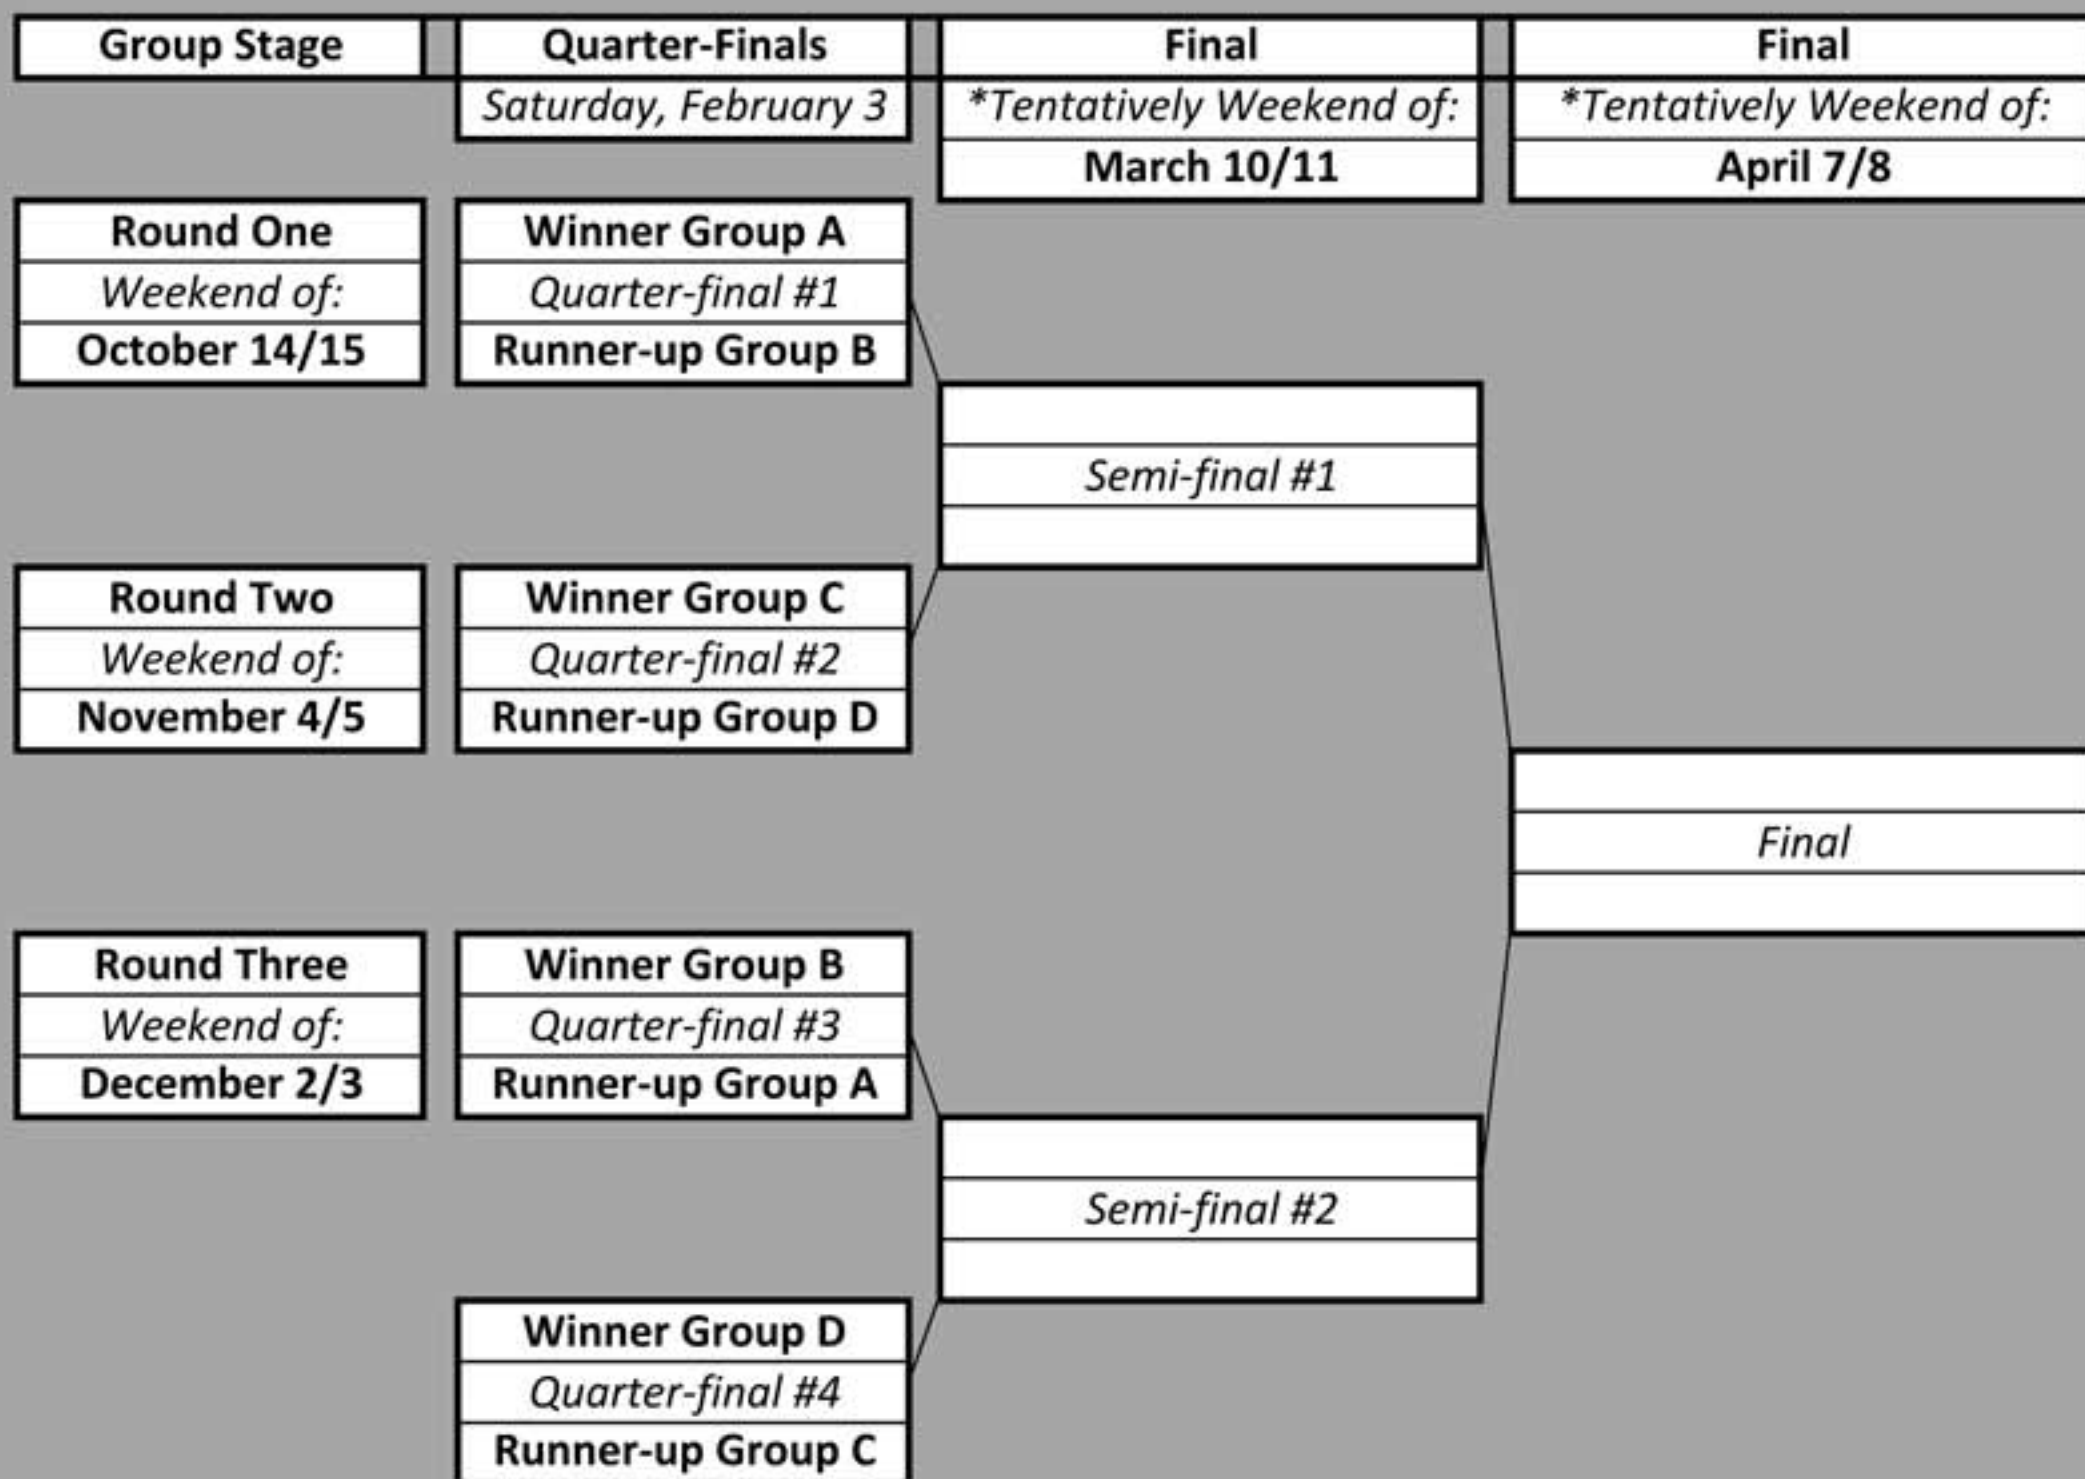 Group Stage
Quarter-Finals
Final
Final
Saturday, February 3
*Tentatively Weekend of:
*Tentatively Weekend of:
March 10/11
April 7/8
Round One
Weekend of:
October 14/15
Winner Group A
Quarter-final #1
Runner-up Group B
Semi-final #1
Round Two
Weekend of:
November 4/5
Winner Group C
Quarter-final #2
Runner-up Group D
Final
Round Three
Weekend of:
December 2/3
Winner Group B
Quarter-final #3
Runner-up Group A
Semi-final #2
Winner Group D
Quarter-final #4
Runner-up Group C